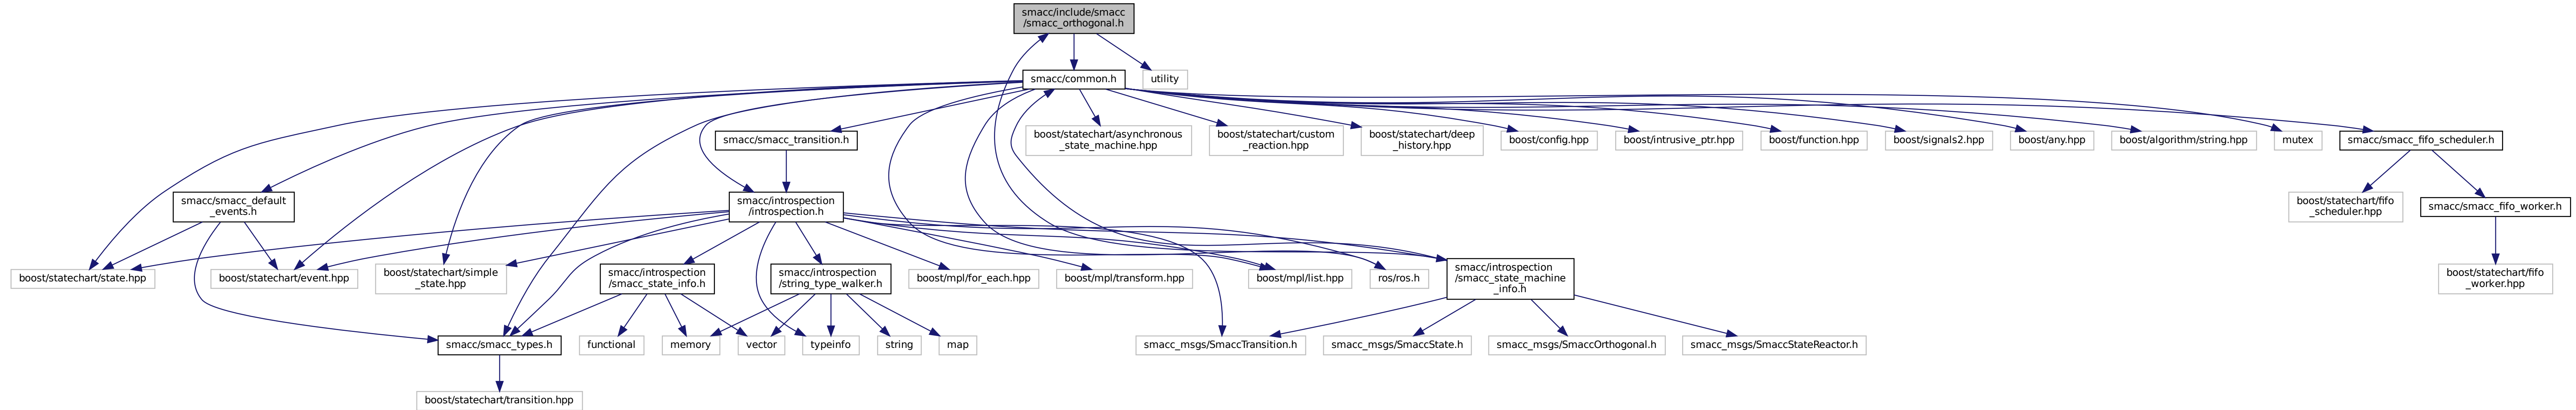 smacc/include/smacc
/smacc_orthogonal.h
smacc/common.h
utility
smacc/smacc_transition.h
boost/statechart/asynchronous
_state_machine.hpp
boost/statechart/custom
_reaction.hpp
boost/statechart/deep
_history.hpp
boost/config.hpp
boost/intrusive_ptr.hpp
boost/function.hpp
boost/signals2.hpp
boost/any.hpp
boost/algorithm/string.hpp
mutex
smacc/smacc_fifo_scheduler.h
smacc/smacc_default
_events.h
smacc/introspection
/introspection.h
boost/statechart/fifo
_scheduler.hpp
smacc/smacc_fifo_worker.h
boost/statechart/state.hpp
boost/statechart/event.hpp
boost/statechart/simple
_state.hpp
smacc/introspection
/smacc_state_info.h
smacc/introspection
/string_type_walker.h
boost/mpl/for_each.hpp
boost/mpl/transform.hpp
boost/mpl/list.hpp
ros/ros.h
smacc/introspection
/smacc_state_machine
_info.h
boost/statechart/fifo
_worker.hpp
smacc/smacc_types.h
functional
memory
vector
typeinfo
string
map
smacc_msgs/SmaccTransition.h
smacc_msgs/SmaccState.h
smacc_msgs/SmaccOrthogonal.h
smacc_msgs/SmaccStateReactor.h
boost/statechart/transition.hpp